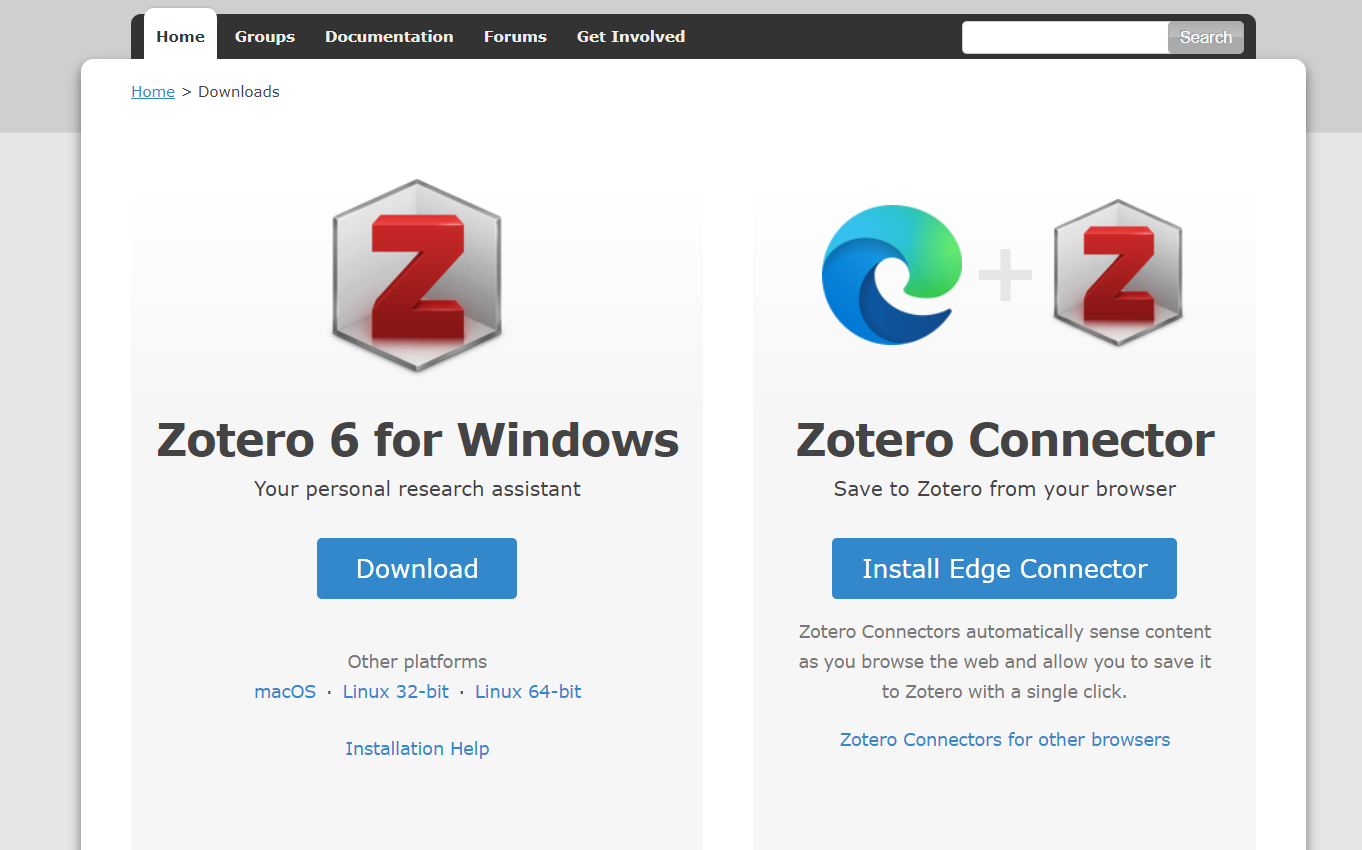 Home Groups Documentation Forums Get Involved Search
Home > Downloads
Z
Z
Zotero 6 for Windows
Your personal research assistant
Download
Other platforms
macOS · Linux 32-bit · Linux 64-bit
Installation Help
Zotero Connector
Save to Zotero from your browser
Install Edge Connector
Zotero Connectors automatically sense content
as you browse the web and allow you to save it
to Zotero with a single click.
Zotero Connectors for other browsers